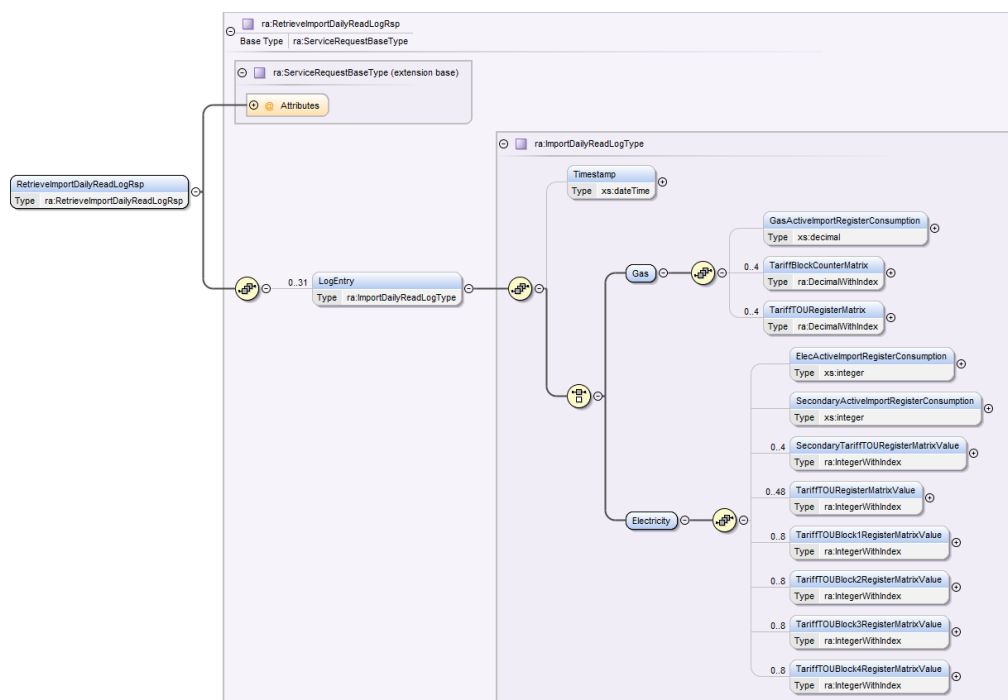 ra:RetrieveImportDailyReadLogRsp
Base Type ra:ServiceRequestBaseType
ra:ServiceRequestBaseType (extension base)
@ Attributes
RetrieveImportDailyReadLogRsp
Type ra:RetrieveImportDailyReadLogRsp
0..31
LogEntry
Type ra:ImportDailyReadLogType
ra:ImportDailyReadLogType
Timestamp
Type xs:dateTime
Gas
GasActiveImportRegisterConsumption
Type xs:decimal
0..4
TariffBlockCounterMatrix
Type ra:DecimalWithIndex
0..4
TariffTOURegisterMatrix
Type ra:DecimalWithIndex
Electricity
ElecActiveImportRegisterConsumption
Type xs:integer
SecondaryActiveImportRegisterConsumption
Type xs:integer
0..4
SecondaryTariffTOURegisterMatrixValue
Type ra:IntegerWithIndex
0..48
TariffTOURegisterMatrixValue
Type ra:IntegerWithIndex
0..8
TariffTOUBlock1RegisterMatrixValue
Type ra:IntegerWithIndex
0..8
TariffTOUBlock2RegisterMatrixValue
Type ra:IntegerWithIndex
0..8
TariffTOUBlock3RegisterMatrixValue
Type ra:IntegerWithIndex
0..8
TariffTOUBlock4RegisterMatrixValue
Type ra:IntegerWithIndex